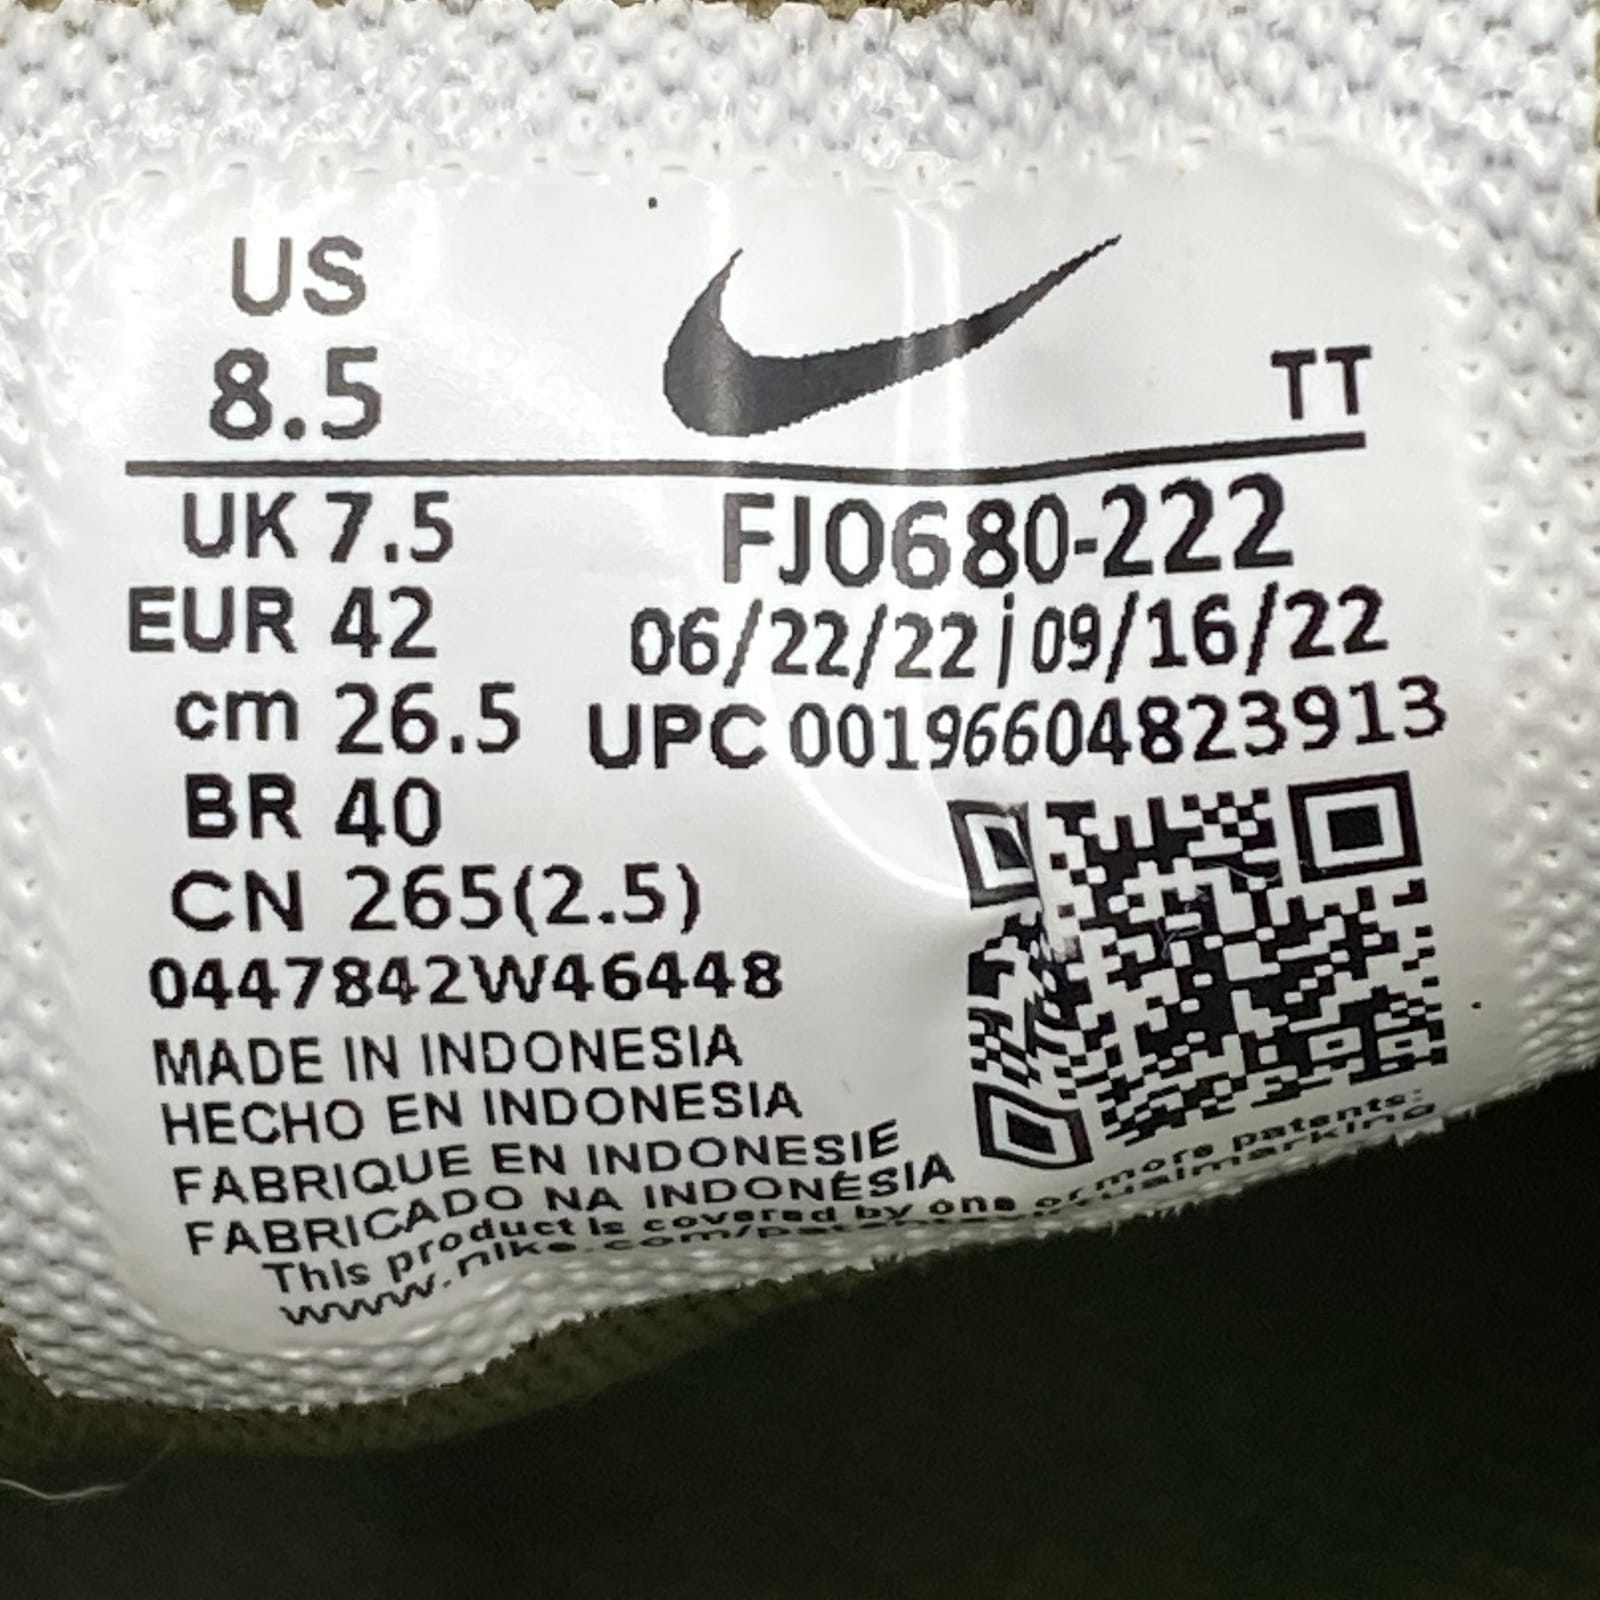 US
8.5
TT
UK 7.5
EUR 42
cm 26.5
BR 40
CN 265(2.5)
FJ0680-222
06/22/22 | 09/16/22
UPC 00196604823913
0447842W46448
MADE IN INDONESIA
HECHO EN INDONESIA
FABRIQUE EN INDONESIE
FABRICADO NA INDONÉSIA
This product is covered by one or more patents:
www.nike.com/patentsvirtualmarking